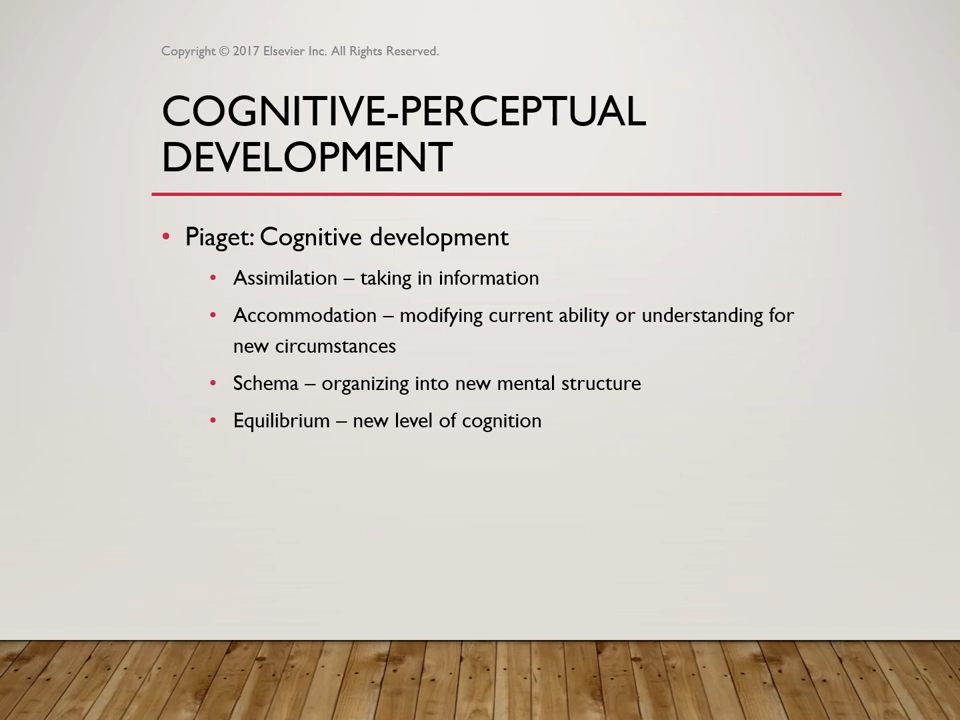 Copyright © 2017 Elsevier Inc. All Rights Reserved.
COGNITIVE-PERCEPTUAL
DEVELOPMENT
• Piaget: Cognitive development
• Assimilation – taking in information
• Accommodation – modifying current ability or understanding for
new circumstances
• Schema – organizing into new mental structure
• Equilibrium – new level of cognition